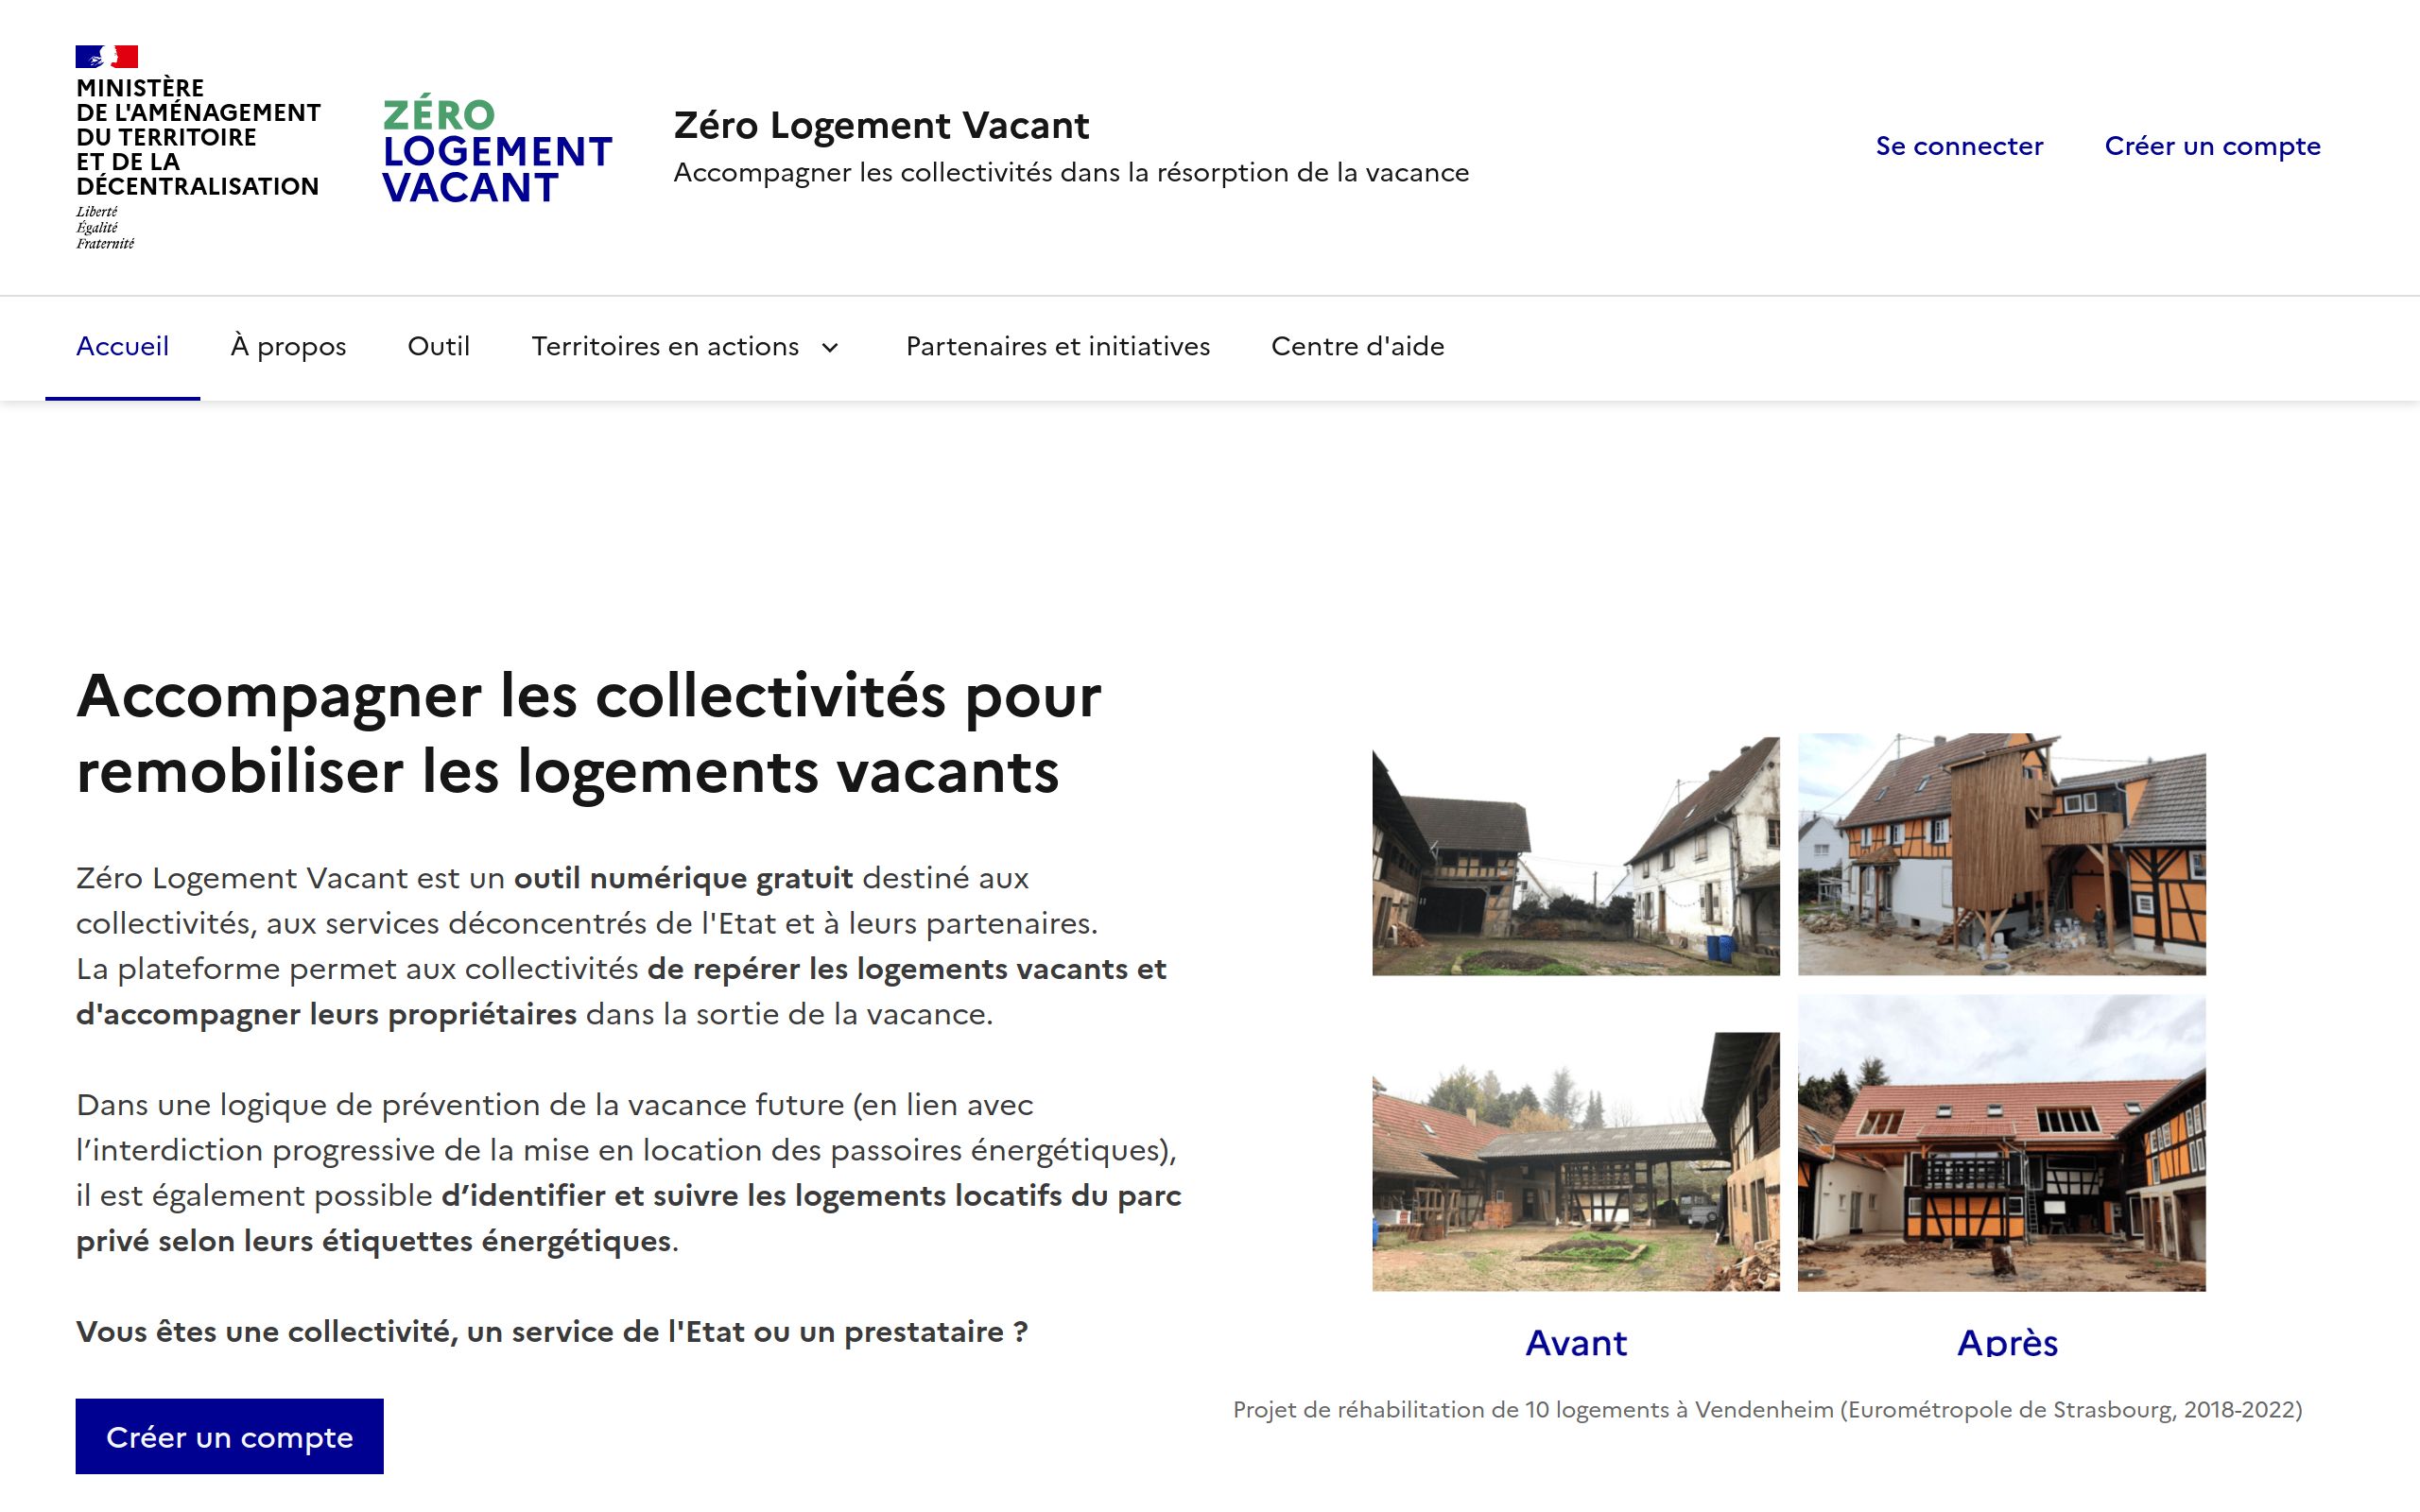 MINISTÈRE
DE L'AMÉNAGEMENT
DU TERRITOIRE
ET DE LA
DÉCENTRALISATION
Liberté
Égalité
Fraternité
ZÉRO
LOGEMENT
VACANT
Zéro Logement Vacant
Accompagner les collectivités dans la résorption de la vacance
Se connecter
Créer un compte
Accueil
À propos
Outil
Territoires en actions
Partenaires et initiatives
Centre d'aide
Accompagner les collectivités pour
remobiliser les logements vacants
Zéro Logement Vacant est un outil numérique gratuit destiné aux
collectivités, aux services déconcentrés de l'Etat et à leurs partenaires.
La plateforme permet aux collectivités de repérer les logements vacants et
d'accompagner leurs propriétaires dans la sortie de la vacance.
Dans une logique de prévention de la vacance future (en lien avec
l’interdiction progressive de la mise en location des passoires énergétiques),
il est également possible d’identifier et suivre les logements locatifs du parc
privé selon leurs étiquettes énergétiques.
Vous êtes une collectivité, un service de l'Etat ou un prestataire ?
Créer un compte
Avant
Après
Projet de réhabilitation de 10 logements à Vendenheim (Eurométropole de Strasbourg, 2018-2022)